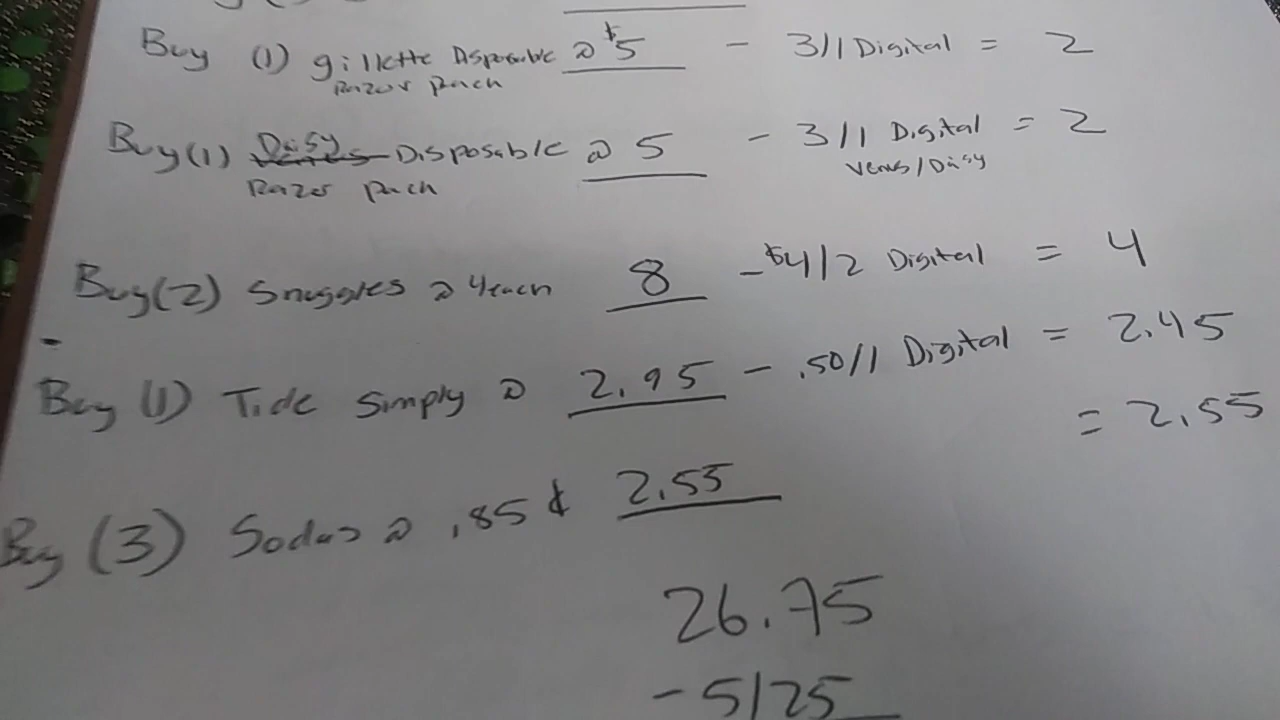 Buy (1) gillette Disposable @ $5 - 3/1 Digital = 2
Razor Pack
Buy (1) Daisy Disposable @ 5 - 3/1 Digital = 2
Razor Pack Venus/Daisy
Buy (2) Snuggles @ 4 each 8 - $4/2 Digital = 4
Buy (1) Tide Simply @ 2.95 - .50/1 Digital = 2.45
Buy (3) Sodas @ .85¢ 2.55 = 2.55
26.75
- 5/25